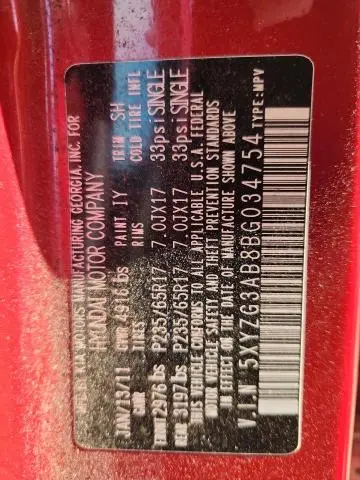 MFD BY KIA MOTORS MANUFACTURING GEORGIA, INC. FOR
HYUNDAI MOTOR COMPANY
JAN/13/11 GVWR 4916 LBS PAINT IY TRIM SH
TIRES RIMS COLD TIRE INFL
FRONT 2976 LBS P235/65R17 7.0JX17 33psi SINGLE
REAR 3197 LBS P235/65R17 7.0JX17 33psi SINGLE
THIS VEHICLE CONFORMS TO ALL APPLICABLE U.S.A. FEDERAL
MOTOR VEHICLE SAFETY AND THEFT PREVENTION STANDARDS
IN EFFECT ON THE DATE OF MANUFACTURE SHOWN ABOVE.
V.I.N 5XYZG3AB8BG034754 TYPE:MPV